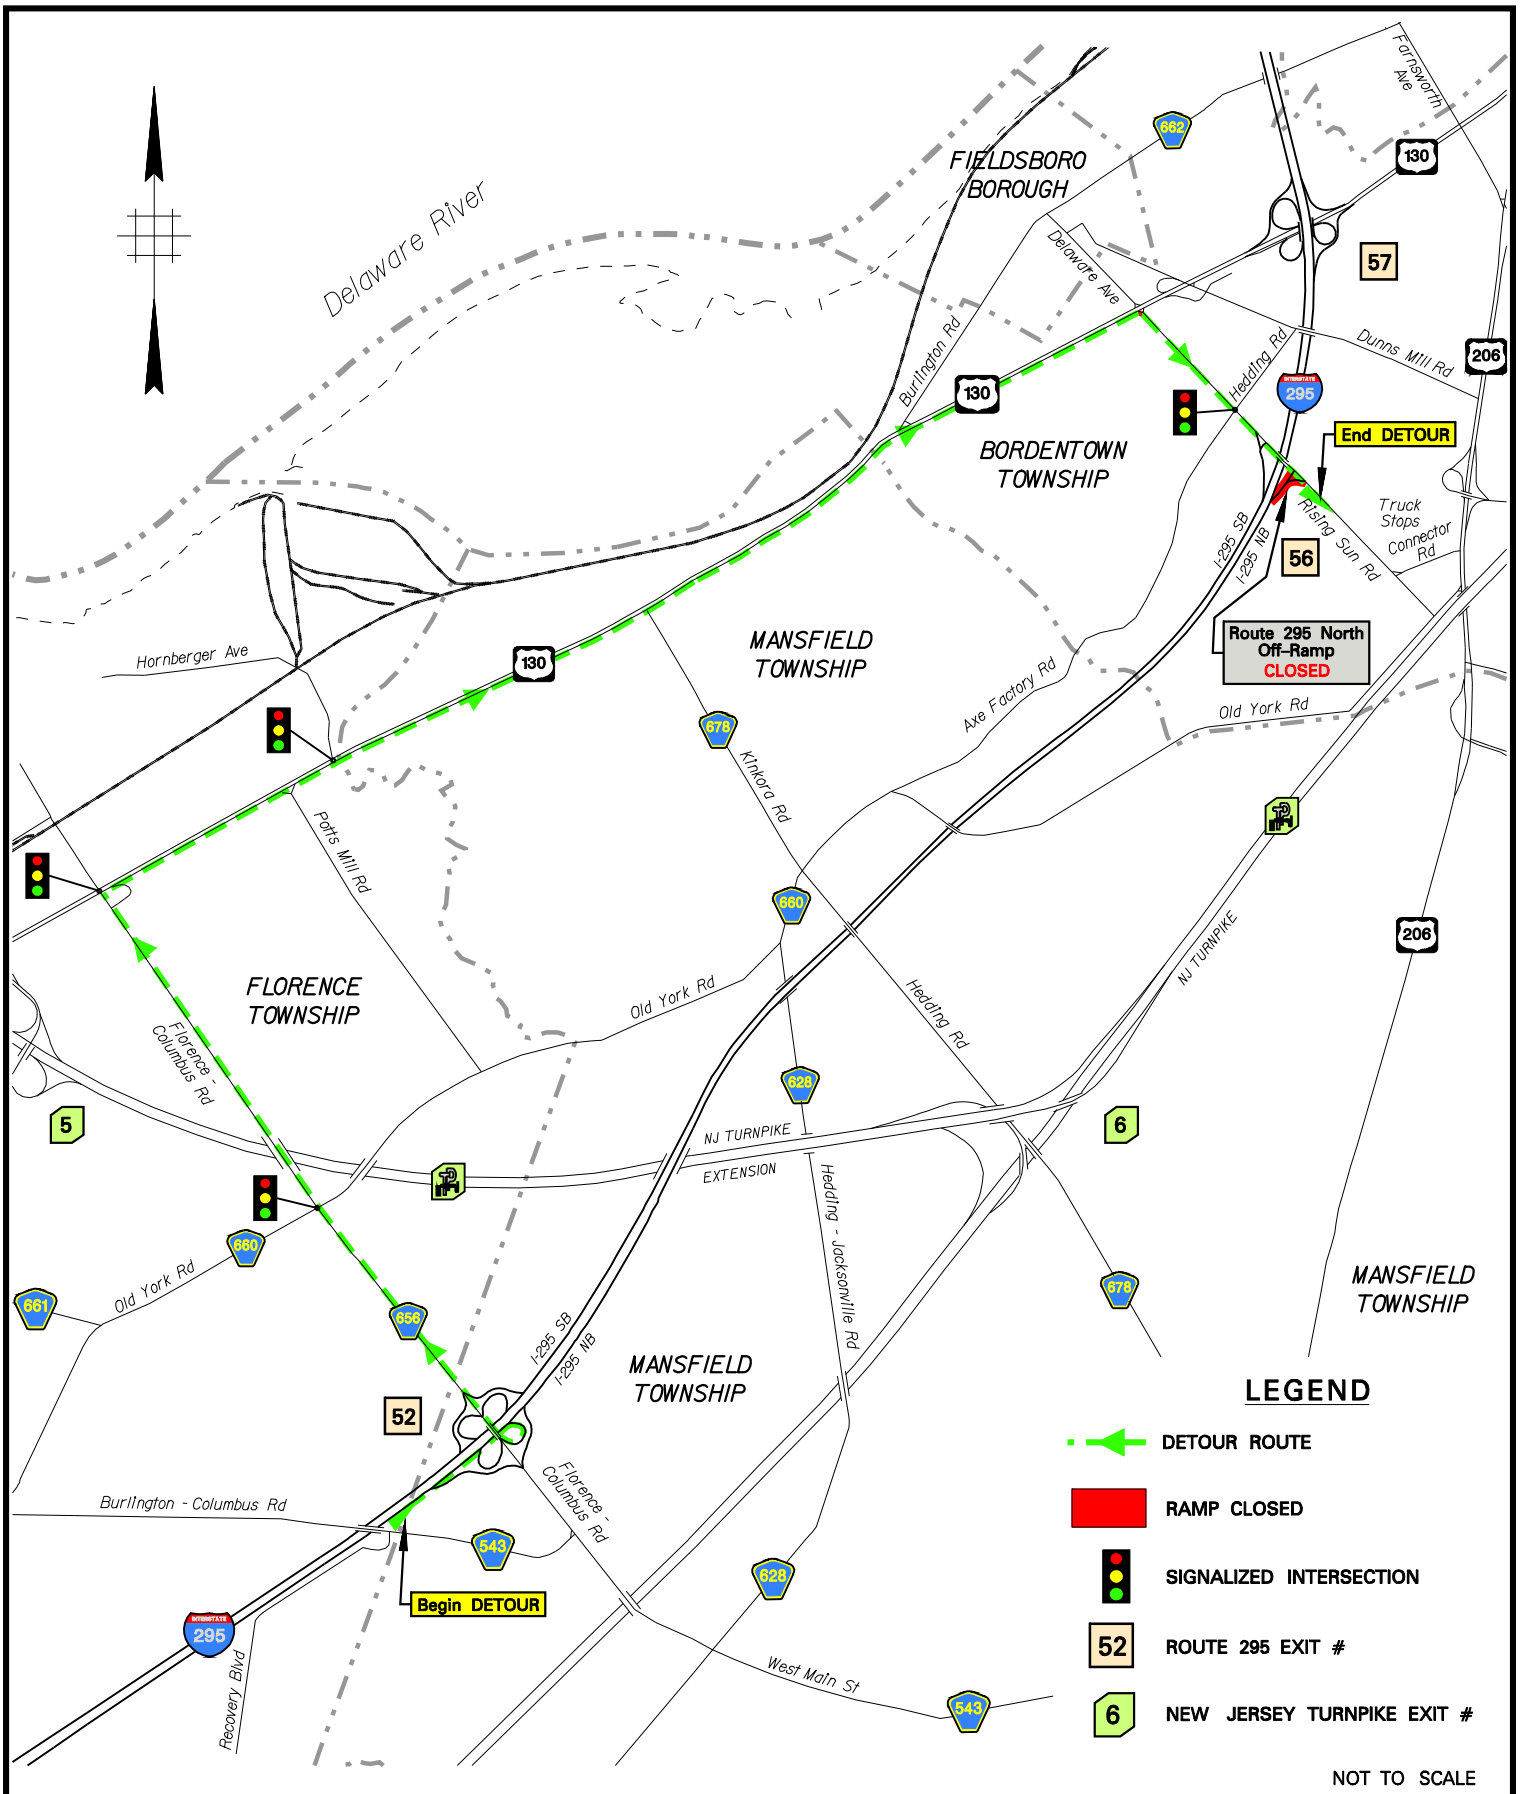 Farnsworth
Ave
662
130
FIELDSBORO
BOROUGH
Delaware River
57
Delaware Ave
Burlington Rd
Hedding Rd
Dunns Mill Rd
206
INTERSTATE
295
130
End DETOUR
BORDENTOWN
TOWNSHIP
Rising Sun Rd
Truck
Stops
Connector
Rd
I-295 SB
I-295 NB
56
Route 295 North
Off-Ramp
CLOSED
Hornberger Ave
130
MANSFIELD
TOWNSHIP
Axe Factory Rd
Old York Rd
678
Kinkora Rd
Potts Mill Rd
TP
660
206
NJ TURNPIKE
FLORENCE
TOWNSHIP
Old York Rd
Hedding Rd
Florence -
Columbus Rd
628
5
NJ TURNPIKE
EXTENSION
6
TP
Hedding - Jacksonville Rd
660
Old York Rd
661
656
678
MANSFIELD
TOWNSHIP
I-295 SB
I-295 NB
MANSFIELD
TOWNSHIP
52
Florence -
Columbus Rd
Burlington - Columbus Rd
543
628
Begin DETOUR
INTERSTATE
295
Recovery Blvd
West Main St
543
LEGEND
DETOUR ROUTE
RAMP CLOSED
SIGNALIZED INTERSECTION
52
ROUTE 295 EXIT #
6
NEW JERSEY TURNPIKE EXIT #
NOT TO SCALE